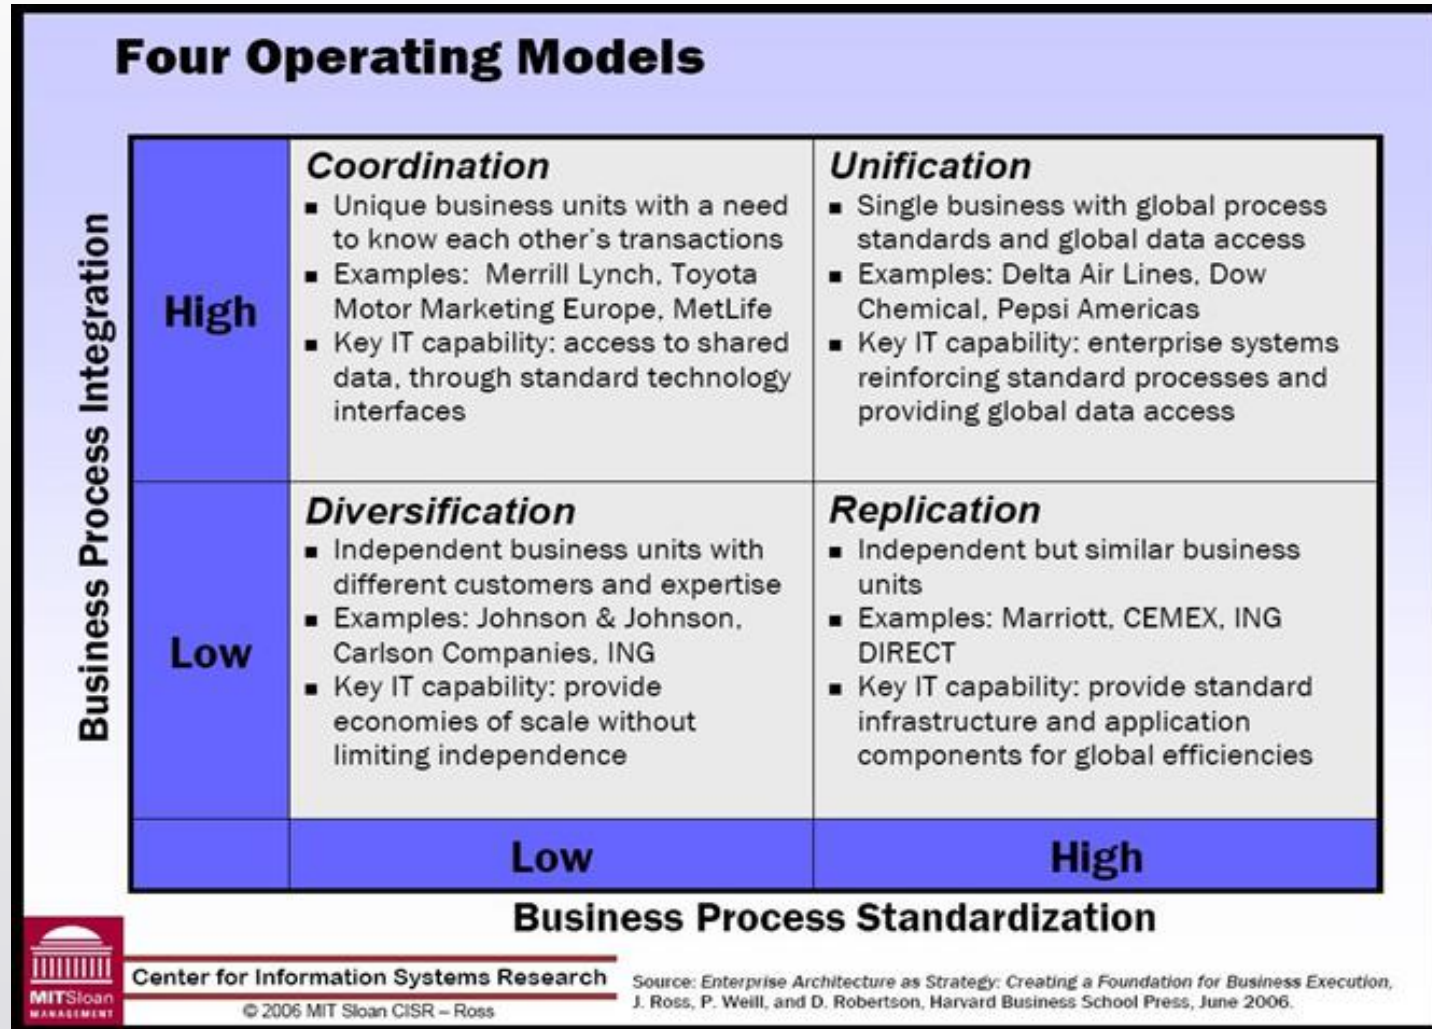 Four Operating Models
Business Process Integration
High
Coordination
▪ Unique business units with a need
to know each other's transactions
▪ Examples:  Merrill Lynch, Toyota
Motor Marketing Europe, MetLife
▪ Key IT capability: access to shared
data, through standard technology
interfaces
Unification
▪ Single business with global process
standards and global data access
▪ Examples: Delta Air Lines, Dow
Chemical, Pepsi Americas
▪ Key IT capability: enterprise systems
reinforcing standard processes and
providing global data access
Low
Diversification
▪ Independent business units with
different customers and expertise
▪ Examples: Johnson & Johnson,
Carlson Companies, ING
▪ Key IT capability: provide
economies of scale without
limiting independence
Replication
▪ Independent but similar business
units
▪ Examples: Marriott, CEMEX, ING
DIRECT
▪ Key IT capability: provide standard
infrastructure and application
components for global efficiencies
Low
High
Business Process Standardization
MITSloan
MANAGEMENT
Center for Information Systems Research
© 2006 MIT Sloan CISR – Ross
Source: Enterprise Architecture as Strategy: Creating a Foundation for Business Execution,
J. Ross, P. Weill, and D. Robertson, Harvard Business School Press, June 2006.